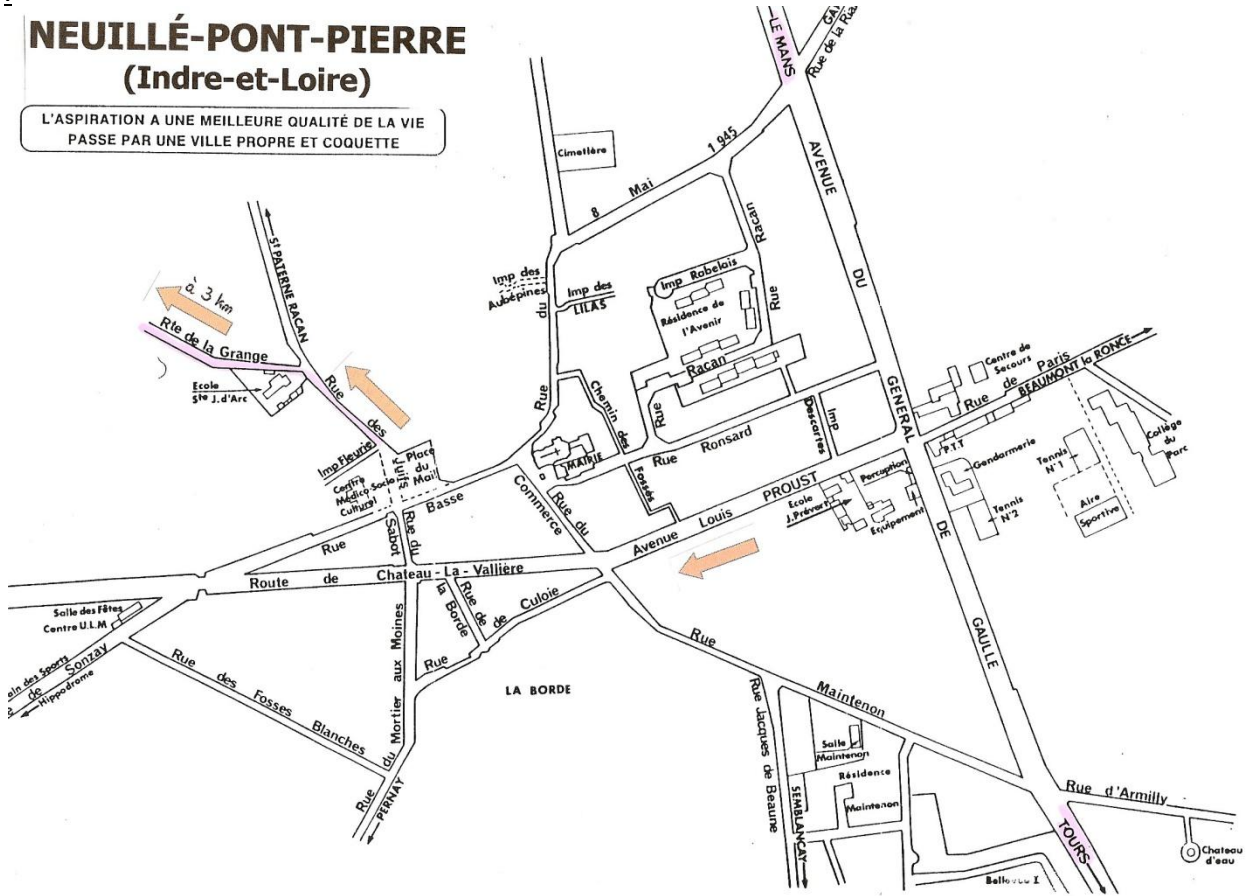 NEUILLÉ-PONT-PIERRE
(Indre-et-Loire)
L'ASPIRATION A UNE MEILLEURE QUALITÉ DE LA VIE
PASSE PAR UNE VILLE PROPRE ET COQUETTE
LE MANS
Rue de la
Cimetière
8 Mai 1 945
AVENUE DU GENERAL DE GAULLE
St PATERNE RACAN
à 3 km
Rte de la Grange
Ecole
Ste J. d'Arc
Rue des Juifs
Imp Fleurie
Centre
Médico Socio
Culturel
Place
du
Mail
Imp des
Aubépines
Imp des
LILAS
Rue du
Imp Rabelais
Résidence de
l'Avenir
Rue Racan
Rue Racan
Chemin des Fossés
MAIRIE
Rue Ronsard
Imp Descartes
Centre de
Secours
Rue de Paris
BEAUMONT la RONCE
P.T.T
Gendarmerie
Tennis
N°1
Tennis
N°2
Aire
Sportive
Collège
du
Parc
Perception
Equipement
Ecole
J. Prévert
Avenue Louis PROUST
Rue du Commerce
Rue Basse
Rue du Sabot
Route de Chateau-La-Vallière
Rue de la Borde
Rue de Culoie
Salle des Fêtes
Centre U.L.M
des Sports
de Sonzay
Hippodrome
Rue des Fosses Blanches
Rue du Mortier aux Moines
PERNAY
LA BORDE
Rue Maintenon
Rue Jacques de Beaune
SEMBLANCAY
Salle
Maintenon
Résidence
Maintenon
Rue d'Armilly
TOURS
Chateau
d'eau